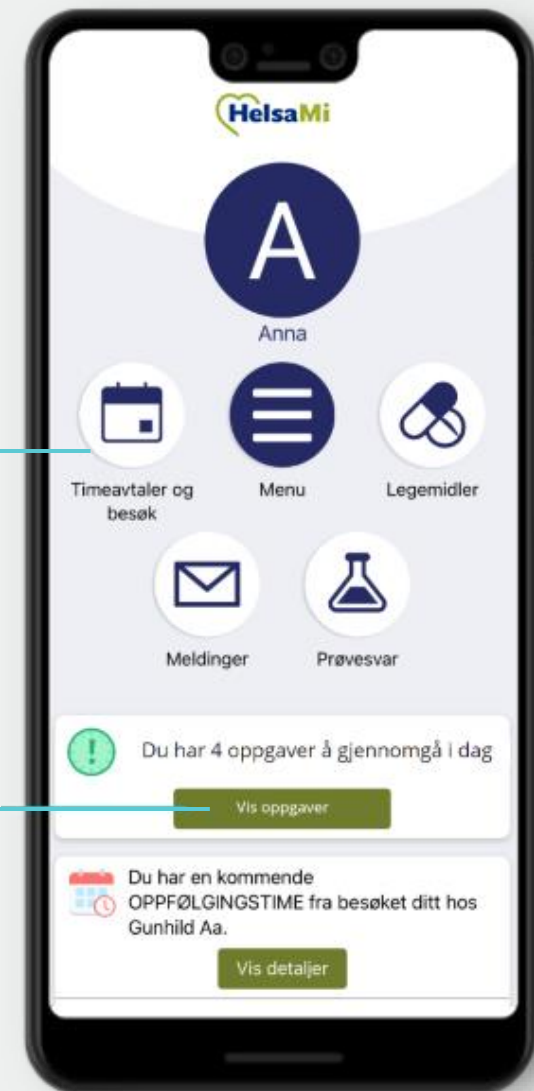 HelsaMi
A
Anna
Timeavtaler og
besøk
Menu
Legemidler
Meldinger
Prøvesvar
Du har 4 oppgaver å gjennomgå i dag
Vis oppgaver
Du har en kommende
OPPFØLGINGSTIME fra besøket ditt hos
Gunhild Aa.
Vis detaljer